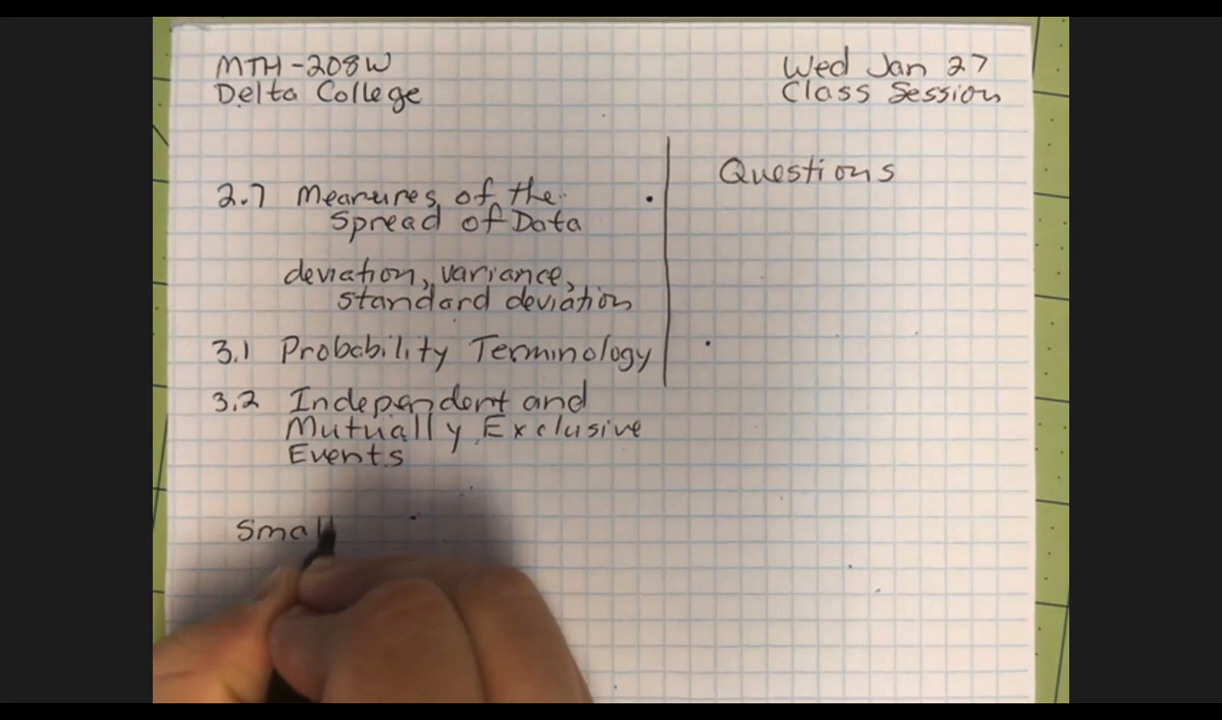 MTH-208W
Delta College
Wed Jan 27
Class Session
2.7 Measures of the
Spread of Data
deviation, variance,
standard deviation
3.1 Probability Terminology
3.2 Independent and
Mutually Exclusive
Events
Small
Questions